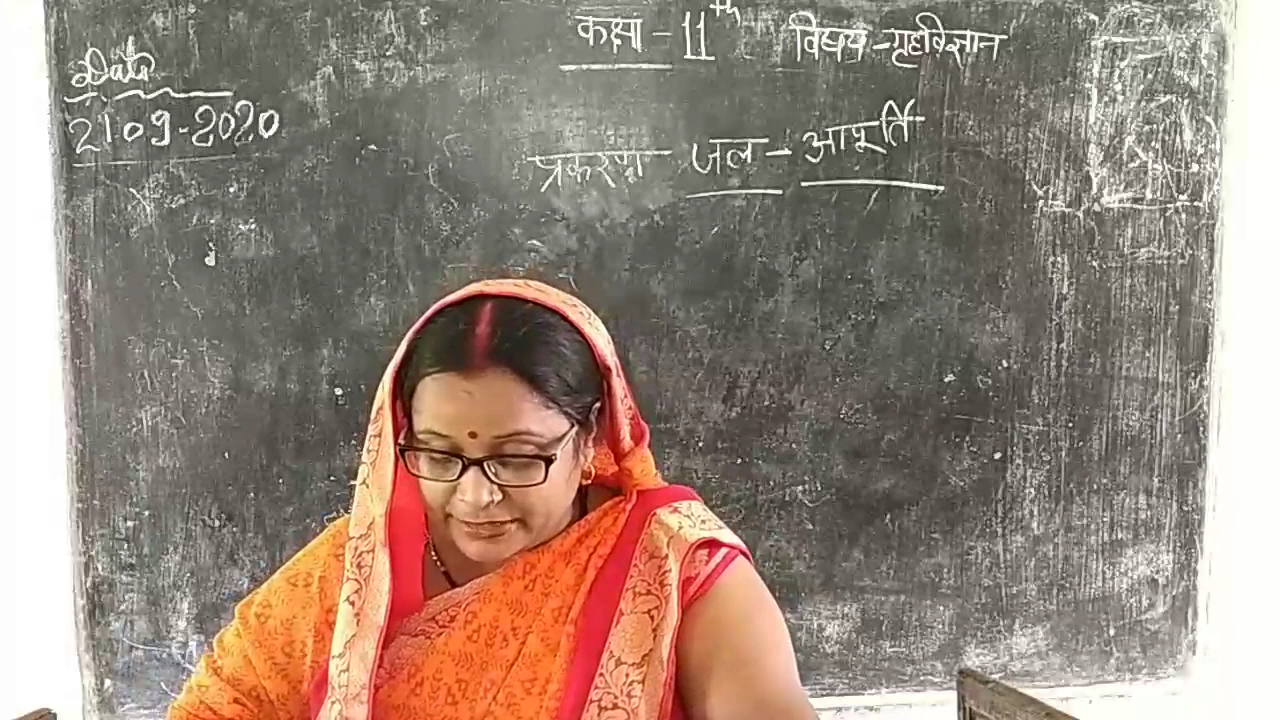 कक्षा - 11th विषय - गृहविज्ञान
Date
21.09-2020
प्रकरण जल - आपूर्ति